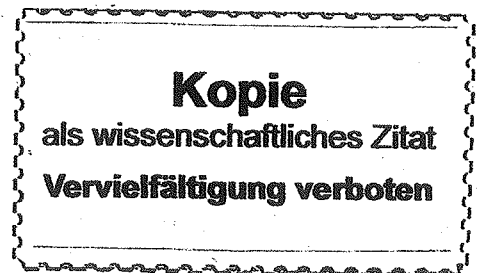 Kopie
als wissenschaftliches Zitat
Vervielfältigung verboten